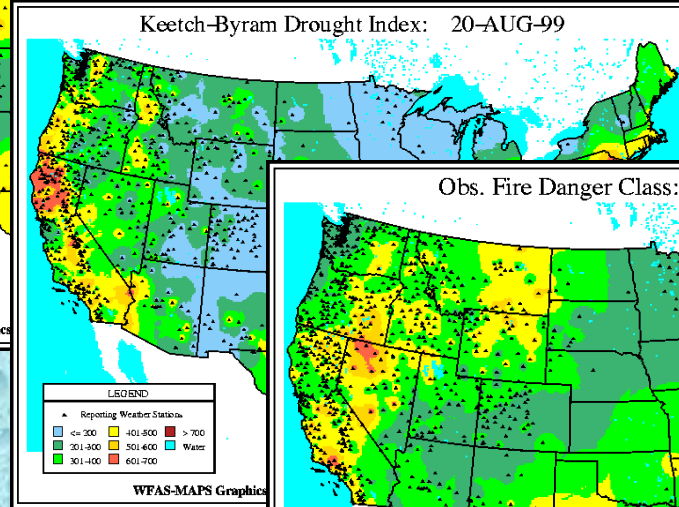 Keetch-Byram Drought Index: 20-AUG-99
Obs. Fire Danger Class:
LEGEND
Reporting Weather Stations
<= 200
401-500
> 700
201-300
501-600
Water
301-400
601-700
WFAS-MAPS Graphics
cs